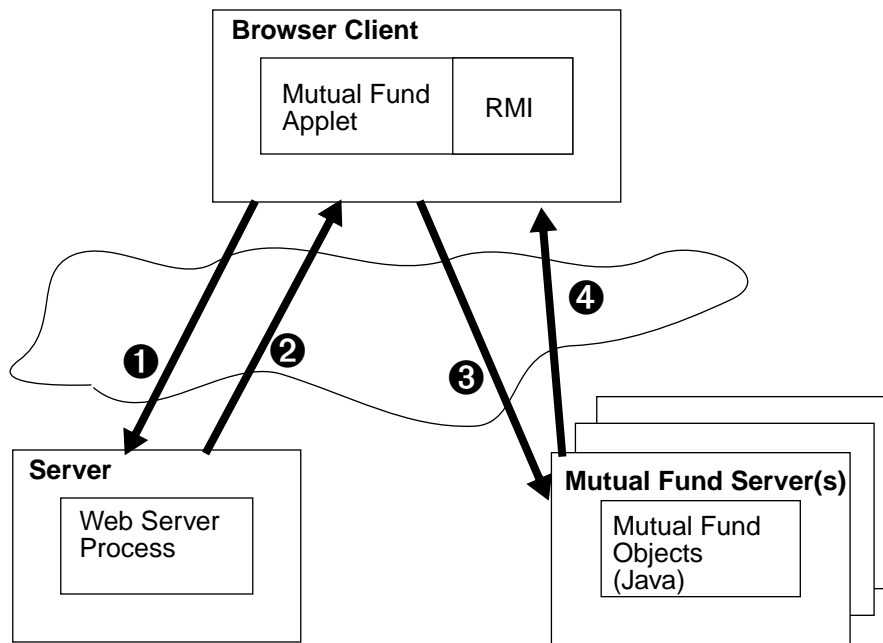 Browser Client
Mutual Fund
Applet
RMI
❶
❷
❸
❹
Server
Web Server
Process
Mutual Fund Server(s)
Mutual Fund
Objects
(Java)